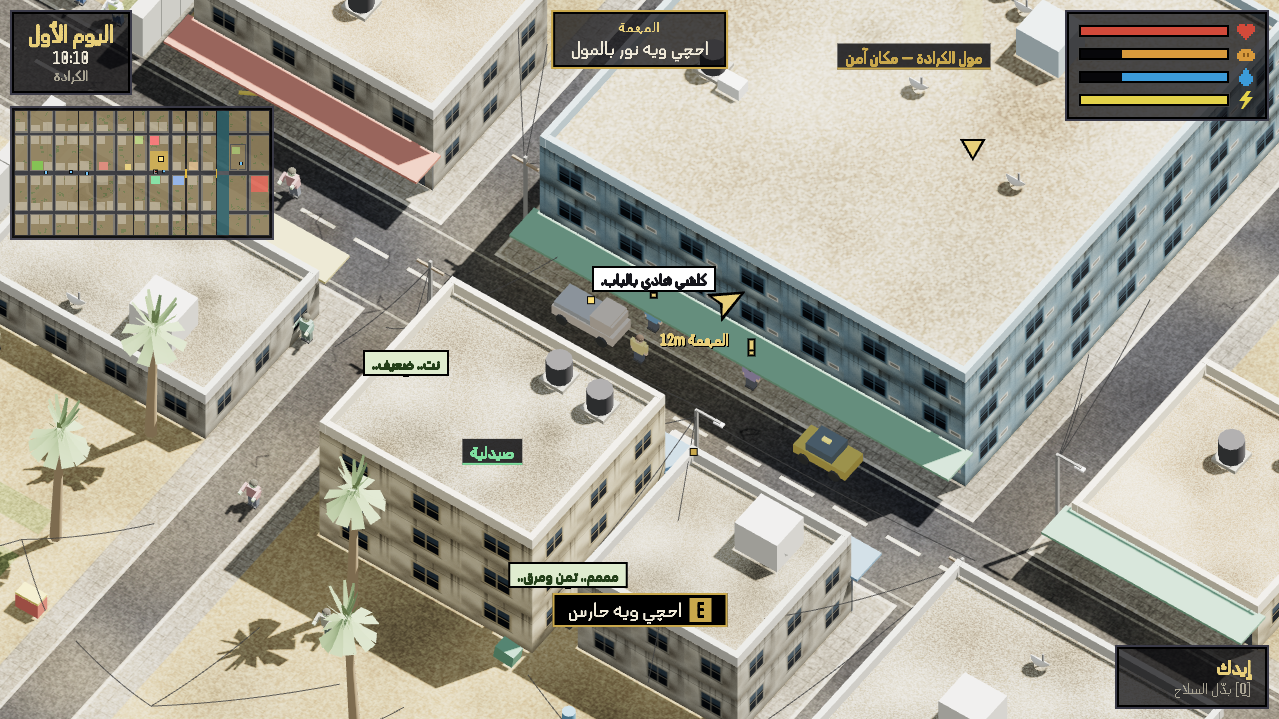 اليوم الأول
10:10
الكرادة
المهمة
احچي ويه نور بالمول
مول الكرادة — مكان آمن
كلشي هادي بالباب.
المهمة 12m
!
نت.. ضعيف..
صيدلية
مممم.. تمن ومرق..
E احچي ويه حارس
إيدك
[Q] بدّل السلاح